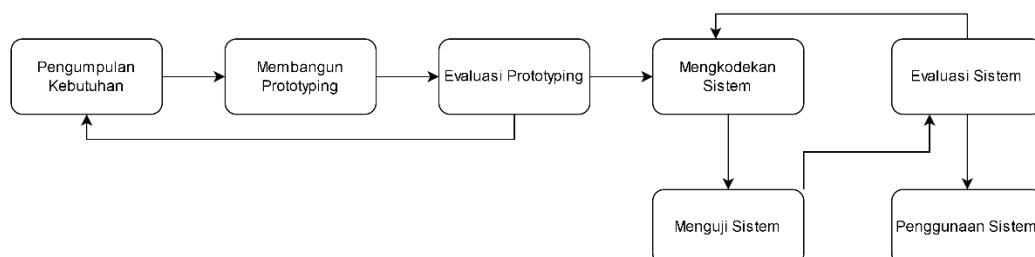 Pengumpulan
Kebutuhan
Membangun
Prototyping
Evaluasi Prototyping
Mengkodekan
Sistem
Evaluasi Sistem
Menguji Sistem
Penggunaan Sistem